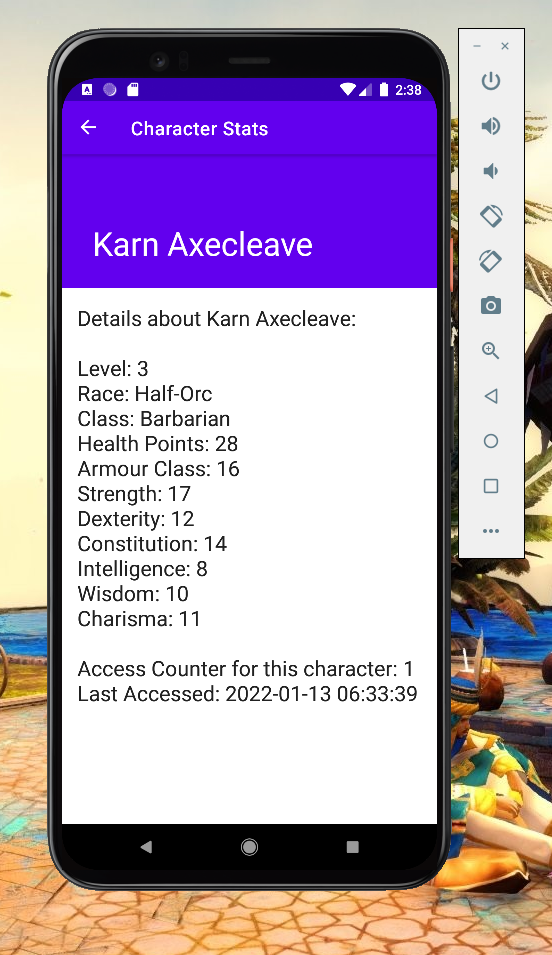 2:38
Character Stats
Karn Axecleave
Details about Karn Axecleave:
Level: 3
Race: Half-Orc
Class: Barbarian
Health Points: 28
Armour Class: 16
Strength: 17
Dexterity: 12
Constitution: 14
Intelligence: 8
Wisdom: 10
Charisma: 11
Access Counter for this character: 1
Last Accessed: 2022-01-13 06:33:39